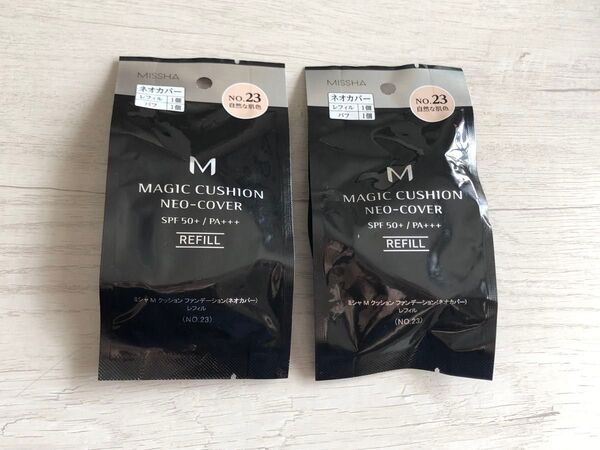 MISSHA
ネオカバー
レフィル 1個
パフ 1個
NO.23
自然な肌色
M
MAGIC CUSHION
NEO-COVER
SPF 50+ / PA+++
REFILL
ミシャ M クッション ファンデーション(ネオカバー)
レフィル
(NO.23)
MISSHA
ネオカバー
レフィル 1個
パフ 1個
NO.23
自然な肌色
M
MAGIC CUSHION
NEO-COVER
SPF 50+ / PA+++
REFILL
ミシャ M クッション ファンデーション(ネオカバー)
レフィル
(NO.23)